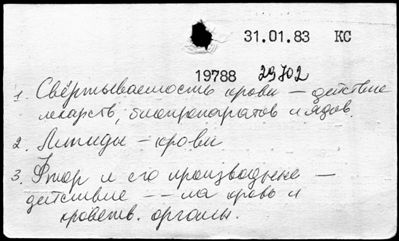 31.01.83 КС
19788 29702
1. Свёртываемость крови — действие
лекарств, биопрепаратов и ядов.
2. Липиды — крови
3. Фтор и его производные —
действие –– на кровь и
кроветв. органы.